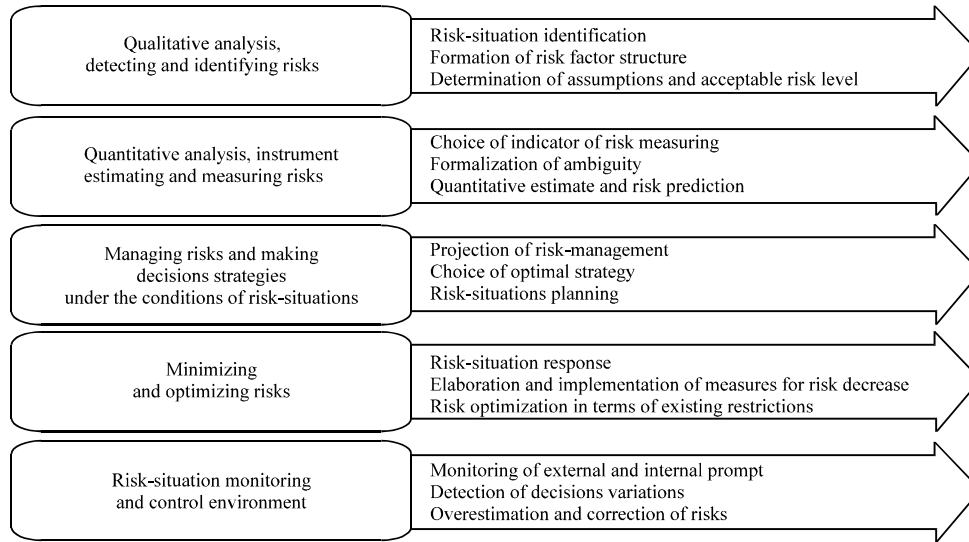 Qualitative analysis,
detecting and identifying risks
Risk-situation identification
Formation of risk factor structure
Determination of assumptions and acceptable risk level
Quantitative analysis, instrument
estimating and measuring risks
Choice of indicator of risk measuring
Formalization of ambiguity
Quantitative estimate and risk prediction
Managing risks and making
decisions strategies
under the conditions of risk-situations
Projection of risk-management
Choice of optimal strategy
Risk-situations planning
Minimizing
and optimizing risks
Risk-situation response
Elaboration and implementation of measures for risk decrease
Risk optimization in terms of existing restrictions
Risk-situation monitoring
and control environment
Monitoring of external and internal prompt
Detection of decisions variations
Overestimation and correction of risks